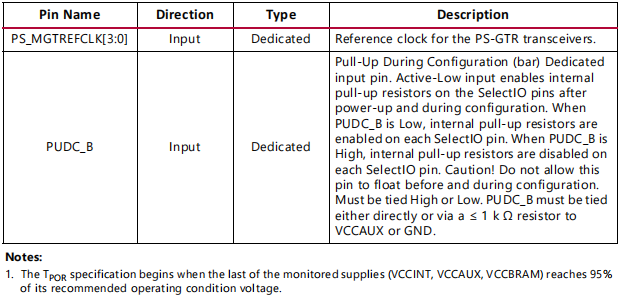 Pin Name Direction Type Description
PS_MGTREFCLK[3:0] Input Dedicated Reference clock for the PS-GTR transceivers.
PUDC_B Input Dedicated
Pull-Up During Configuration (bar) Dedicated
input pin. Active-Low input enables internal
pull-up resistors on the SelectIO pins after
power-up and during configuration. When
PUDC_B is Low, internal pull-up resistors are
enabled on each SelectIO pin. When PUDC_B is
High, internal pull-up resistors are disabled on
each SelectIO pin. Caution! Do not allow this
pin to float before and during configuration.
Must be tied High or Low. PUDC_B must be tied
either directly or via a ≤ 1 k Ω resistor to
VCCAUX or GND.
Notes:
1. The TPOR specification begins when the last of the monitored supplies (VCCINT, VCCAUX, VCCBRAM) reaches 95%
of its recommended operating condition voltage.